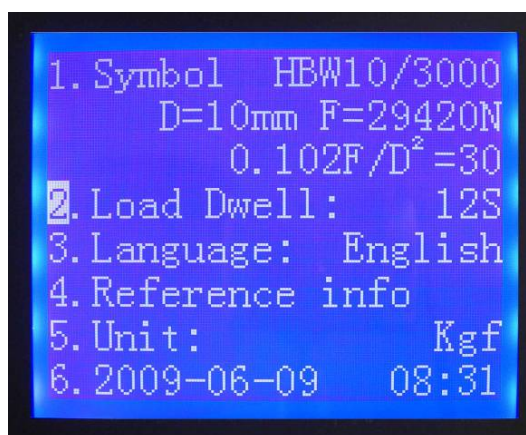 1.Symbol HBW10/3000
D=10mm F=29420N
0.102F/D²=30
2.Load Dwell: 12S
3.Language: English
4.Reference info
5.Unit: Kgf
6.2009-06-09 08:31